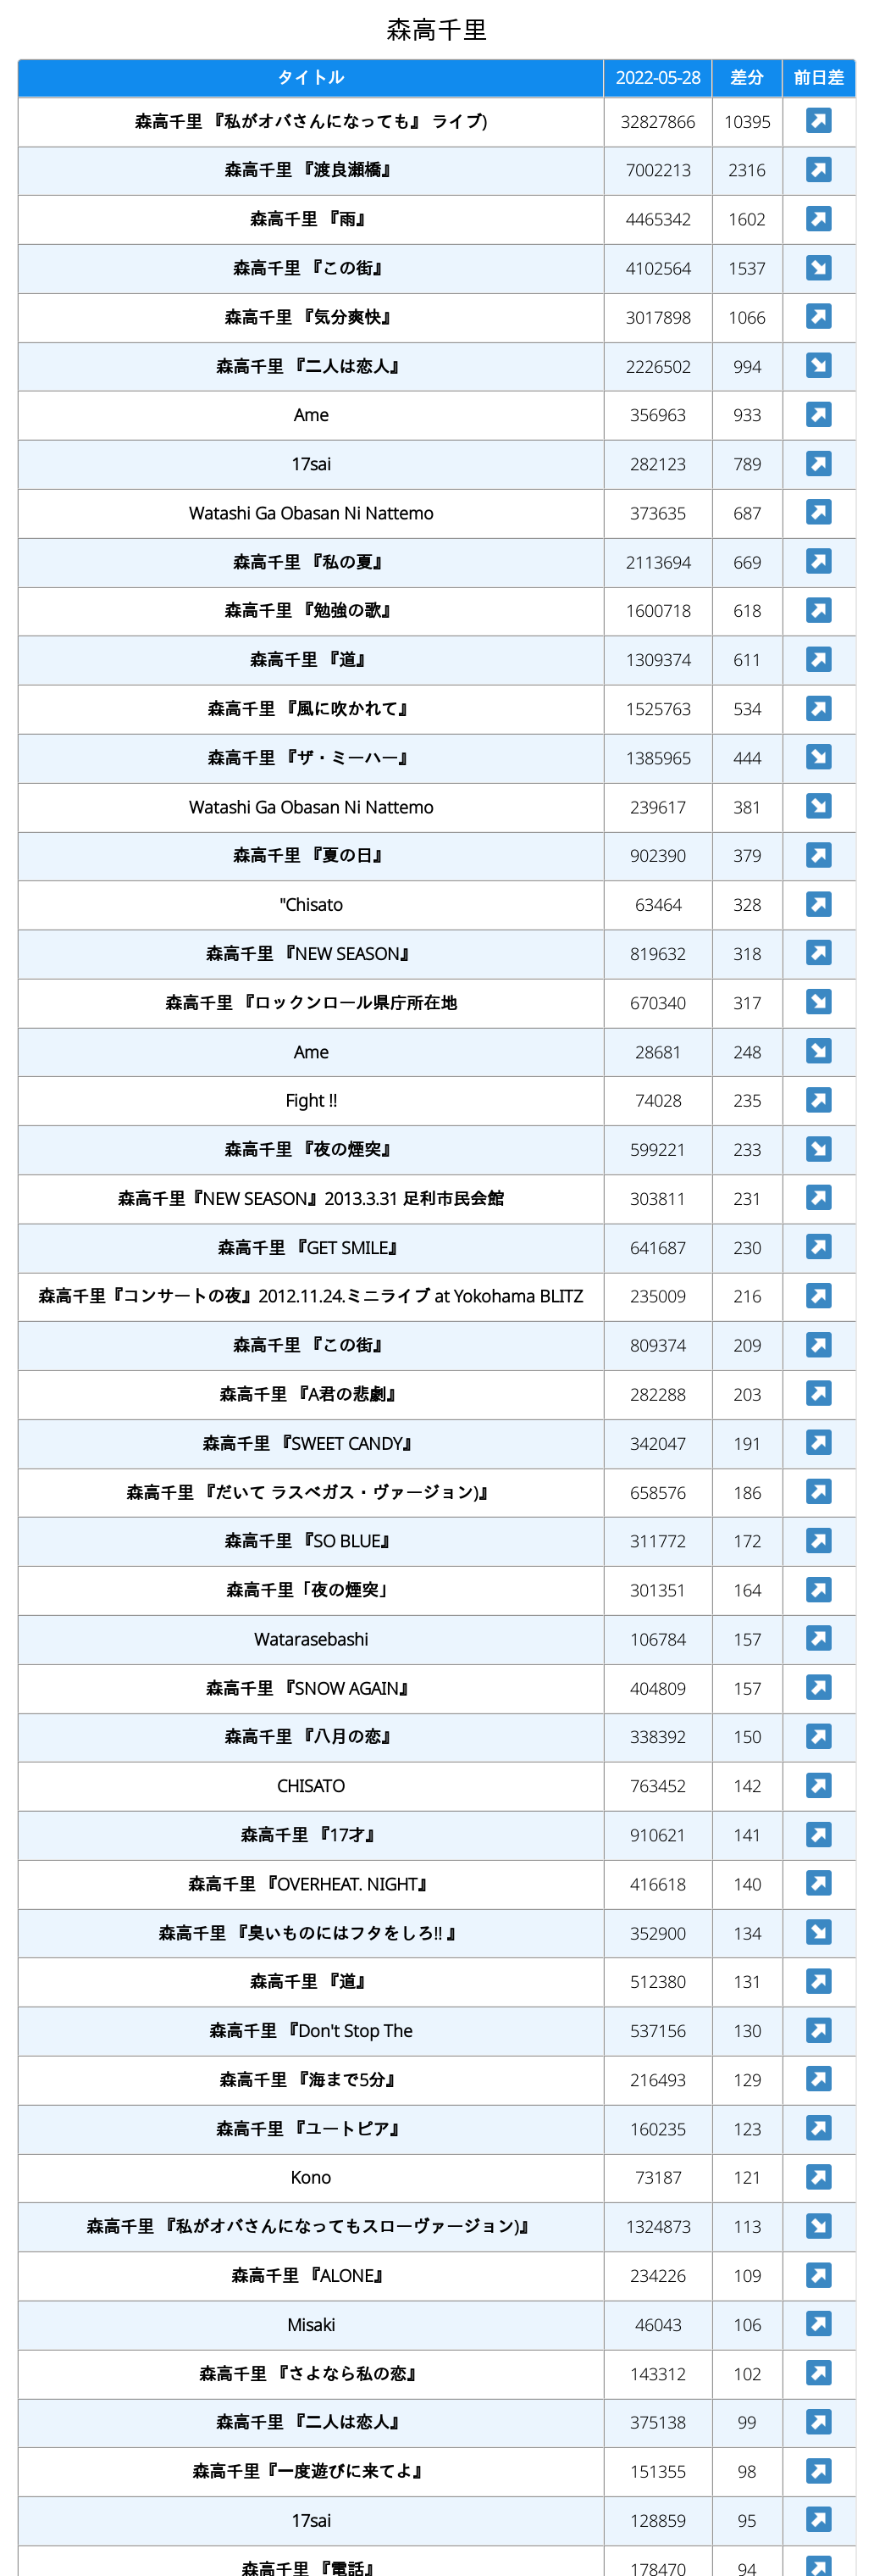 森高千里
タイトル 2022-05-28 差分 前日差
森高千里 『私がオバさんになっても』 ライブ) 32827866 10395
森高千里 『渡良瀬橋』 7002213 2316
森高千里 『雨』 4465342 1602
森高千里 『この街』 4102564 1537
森高千里 『気分爽快』 3017898 1066
森高千里 『二人は恋人』 2226502 994
Ame 356963 933
17sai 282123 789
Watashi Ga Obasan Ni Nattemo 373635 687
森高千里 『私の夏』 2113694 669
森高千里 『勉強の歌』 1600718 618
森高千里 『道』 1309374 611
森高千里 『風に吹かれて』 1525763 534
森高千里 『ザ・ミーハー』 1385965 444
Watashi Ga Obasan Ni Nattemo 239617 381
森高千里 『夏の日』 902390 379
"Chisato 63464 328
森高千里 『NEW SEASON』 819632 318
森高千里 『ロックンロール県庁所在地 670340 317
Ame 28681 248
Fight !! 74028 235
森高千里 『夜の煙突』 599221 233
森高千里『NEW SEASON』2013.3.31 足利市民会館 303811 231
森高千里 『GET SMILE』 641687 230
森高千里『コンサートの夜』2012.11.24.ミニライブ at Yokohama BLITZ 235009 216
森高千里 『この街』 809374 209
森高千里 『A君の悲劇』 282288 203
森高千里 『SWEET CANDY』 342047 191
森高千里 『だいて ラスベガス・ヴァージョン)』 658576 186
森高千里 『SO BLUE』 311772 172
森高千里「夜の煙突」 301351 164
Watarasebashi 106784 157
森高千里 『SNOW AGAIN』 404809 157
森高千里 『八月の恋』 338392 150
CHISATO 763452 142
森高千里 『17才』 910621 141
森高千里 『OVERHEAT. NIGHT』 416618 140
森高千里 『臭いものにはフタをしろ!! 』 352900 134
森高千里 『道』 512380 131
森高千里 『Don't Stop The 537156 130
森高千里 『海まで5分』 216493 129
森高千里 『ユートピア』 160235 123
Kono 73187 121
森高千里 『私がオバさんになってもスローヴァージョン)』 1324873 113
森高千里 『ALONE』 234226 109
Misaki 46043 106
森高千里 『さよなら私の恋』 143312 102
森高千里 『二人は恋人』 375138 99
森高千里『一度遊びに来てよ』 151355 98
17sai 128859 95
森高千里 『電話』 178470 94